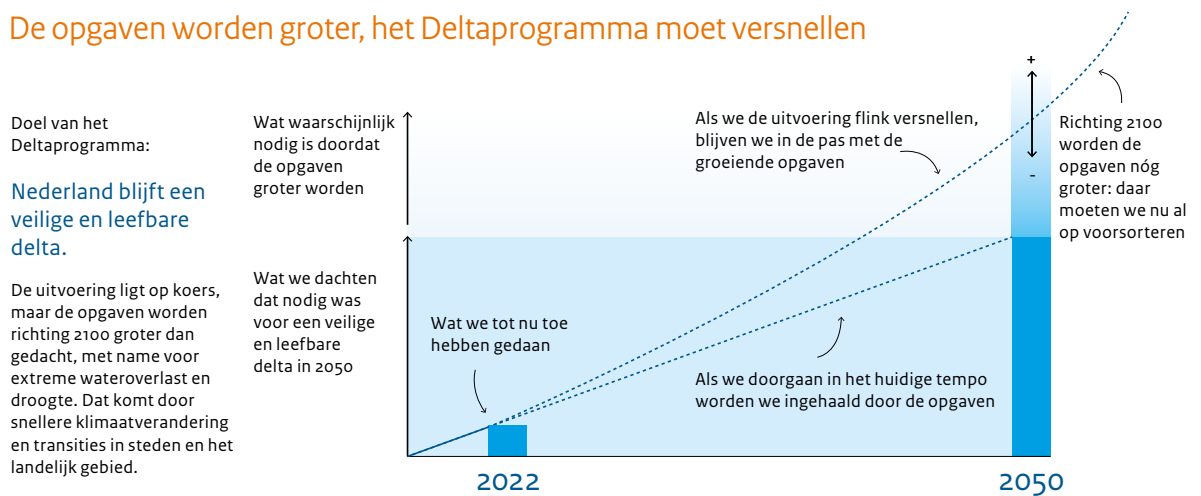 De opgaven worden groter, het Deltaprogramma moet versnellen
Doel van het
Deltaprogramma:
Nederland blijft een
veilige en leefbare
delta.
De uitvoering ligt op koers,
maar de opgaven worden
richting 2100 groter dan
gedacht, met name voor
extreme wateroverlast en
droogte. Dat komt door
snellere klimaatverandering
en transities in steden en het
landelijk gebied.
Wat waarschijnlijk
nodig is doordat
de opgaven
groter worden
Wat we dachten
dat nodig was
voor een veilige
en leefbare
delta in 2050
Wat we tot nu toe
hebben gedaan
Als we de uitvoering flink versnellen,
blijven we in de pas met de
groeiende opgaven
Als we doorgaan in het huidige tempo
worden we ingehaald door de opgaven
+
-
Richting 2100
worden de
opgaven nóg
groter: daar
moeten we nu al
op voorsorteren
2022
2050